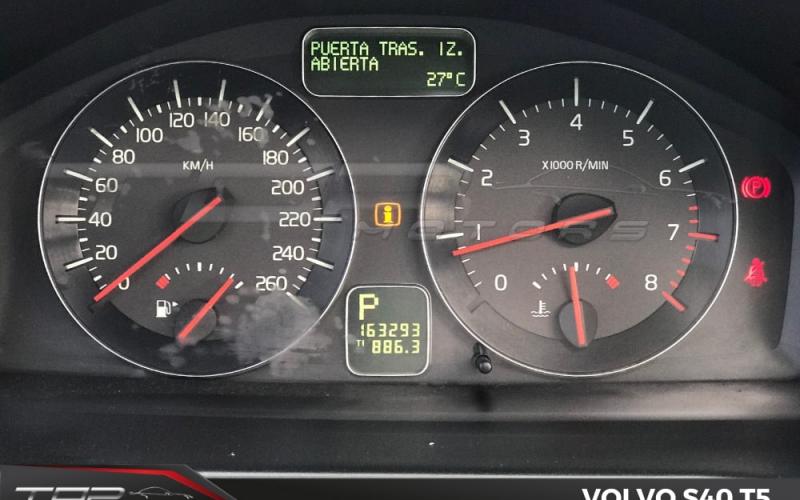 PUERTA TRAS. IZ.
ABIERTA
27°C
0
20
40
60
80
100
120
140
160
180
200
220
240
260
KM/H
0
1
2
3
4
5
6
7
8
X1000 R/MIN
MOTORS
P
163293
T1 886.3
TOP
VOLVO S40 T5